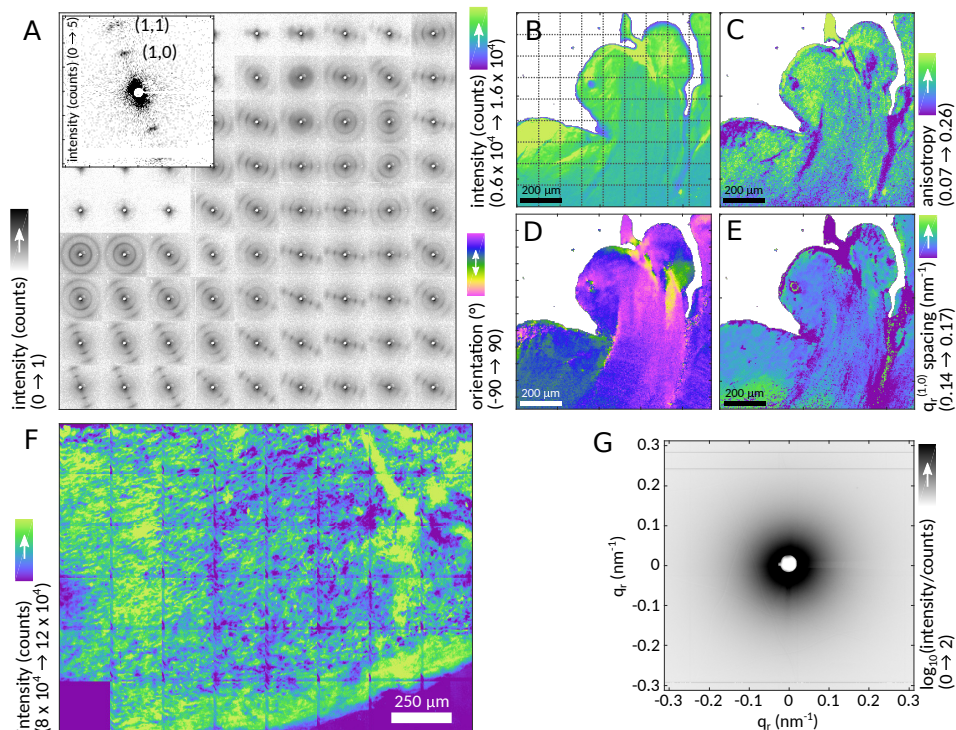 A
(1,1)
(1,0)
intensity (counts) (0 → 5)
intensity (counts)
(0 → 1)
B
200 μm
intensity (counts)
(0.6 x 10⁴ → 1.6 x 10⁴)
C
200 μm
anisotropy
(0.07 → 0.26)
D
200 μm
orientation (°)
(-90 → 90)
E
200 μm
qᵣ⁽¹·⁰⁾ spacing (nm⁻¹)
(0.14 → 0.17)
F
250 μm
intensity (counts)
(8 x 10⁴ → 12 x 10⁴)
G
0.3
0.2
0.1
0
-0.1
-0.2
-0.3
qᵣ (nm⁻¹)
-0.3 -0.2 -0.1 0 0.1 0.2 0.3
qᵣ (nm⁻¹)
log₁₀(intensity/counts)
(0 → 2)